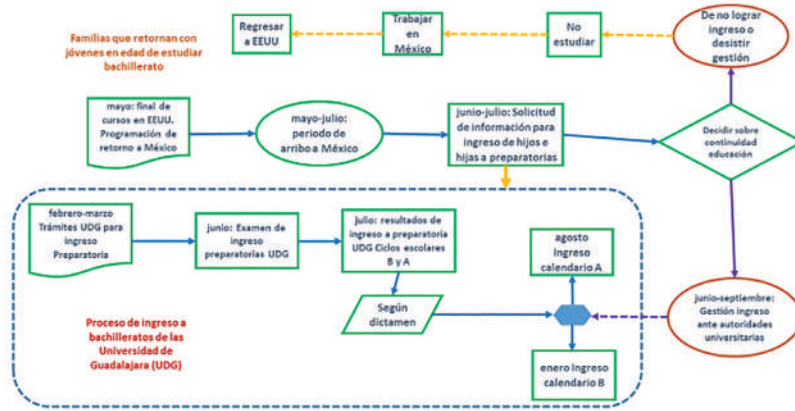 Familias que retornan con
jóvenes en edad de estudiar
bachillerato
Regresar
a EEUU
Trabajar
en
México
No
estudiar
De no lograr
ingreso o
desistir
gestión
mayo: final de
cursos en EEUU.
Programación de
retorno a México
mayo-julio:
periodo de
arribo a México
junio-julio: Solicitud
de información para
ingreso de hijos e
hijas a preparatorias
Decidir sobre
continuidad
educación
febrero-marzo
Trámites UDG para
ingreso
Preparatoria
junio: Examen de
ingreso
preparatorias UDG
julio: resultados de
ingreso a preparatoria
UDG Ciclos escolares
B y A
agosto
Ingreso
calendario A
Según
dictamen
junio-septiembre:
Gestión ingreso
ante autoridades
universitarias
Proceso de ingreso a
bachilleratos de las
Universidad de
Guadalajara (UDG)
enero Ingreso
calendario B